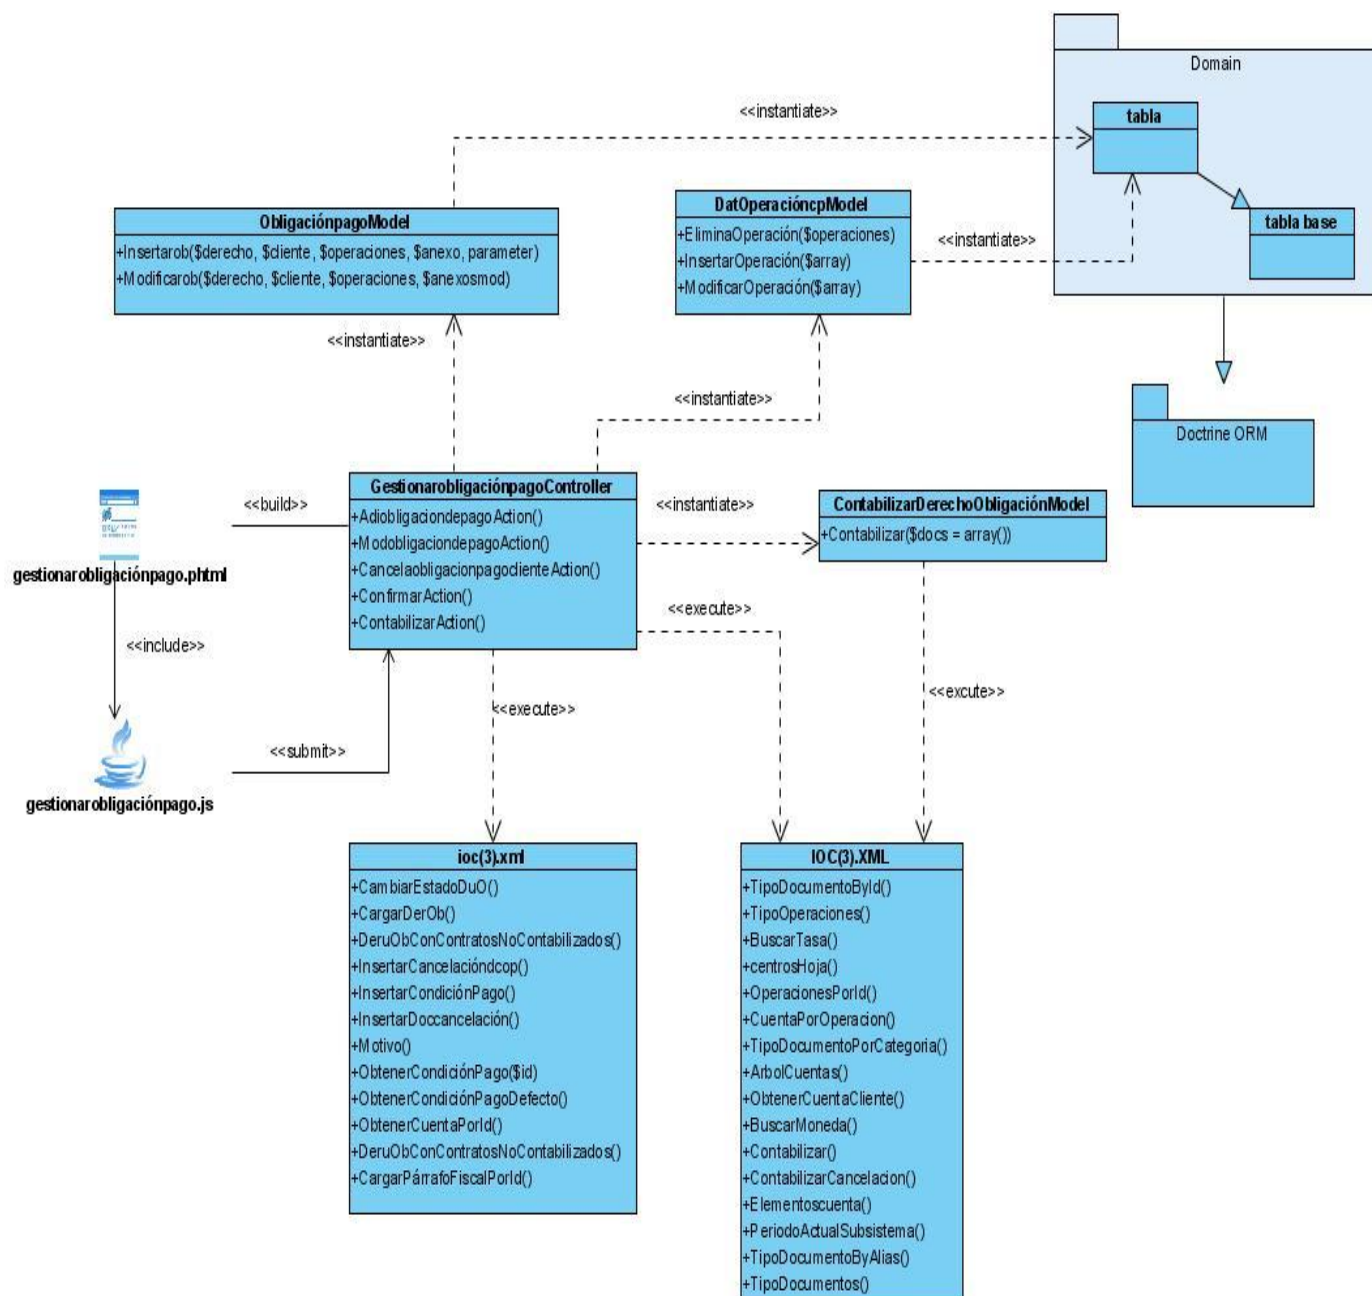 Domain
<<instantiate>>
tabla
tabla base
ObligaciónpagoModel
+Insertarob($derecho, $cliente, $operaciones, $anexo, parameter)
+Modificarob($derecho, $cliente, $operaciones, $anexosmod)
DatOperacióncpModel
+EliminaOperación($operaciones)
+InsertarOperación($array)
+ModificarOperación($array)
<<instantiate>>
<<instantiate>>
<<instantiate>>
Doctrine ORM
GestionarobligaciónpagoController
+AdiobligaciondepagoAction()
+ModobligaciondepagoAction()
+CancelaobligacionpagoclienteAction()
+ConfirmarAction()
+ContabilizarAction()
<<build>>
<<instantiate>>
ContabilizarDerechoObligaciónModel
+Contabilizar($docs = array())
gestionarobligaciónpago.phtml
<<execute>>
<<include>>
<<execute>>
<<excute>>
<<submit>>
gestionarobligaciónpago.js
ioc(3).xml
+CambiarEstadoDuO()
+CargarDerOb()
+DeruObConContratosNoContabilizados()
+InsertarCancelacióndcop()
+InsertarCondiciónPago()
+InsertarDoccancelación()
+Motivo()
+ObtenerCondiciónPago($id)
+ObtenerCondiciónPagoDefecto()
+ObtenerCuentaPorId()
+DeruObConContratosNoContabilizados()
+CargarPárrafoFiscalPorId()
IOC(3).XML
+TipoDocumentoById()
+TipoOperaciones()
+BuscarTasa()
+centrosHoja()
+OperacionesPorId()
+CuentaPorOperacion()
+TipoDocumentoPorCategoria()
+ArbolCuentas()
+ObtenerCuentaCliente()
+BuscarMoneda()
+Contabilizar()
+ContabilizarCancelacion()
+Elementoscuenta()
+PeriodoActualSubsistema()
+TipoDocumentoByAlias()
+TipoDocumentos()